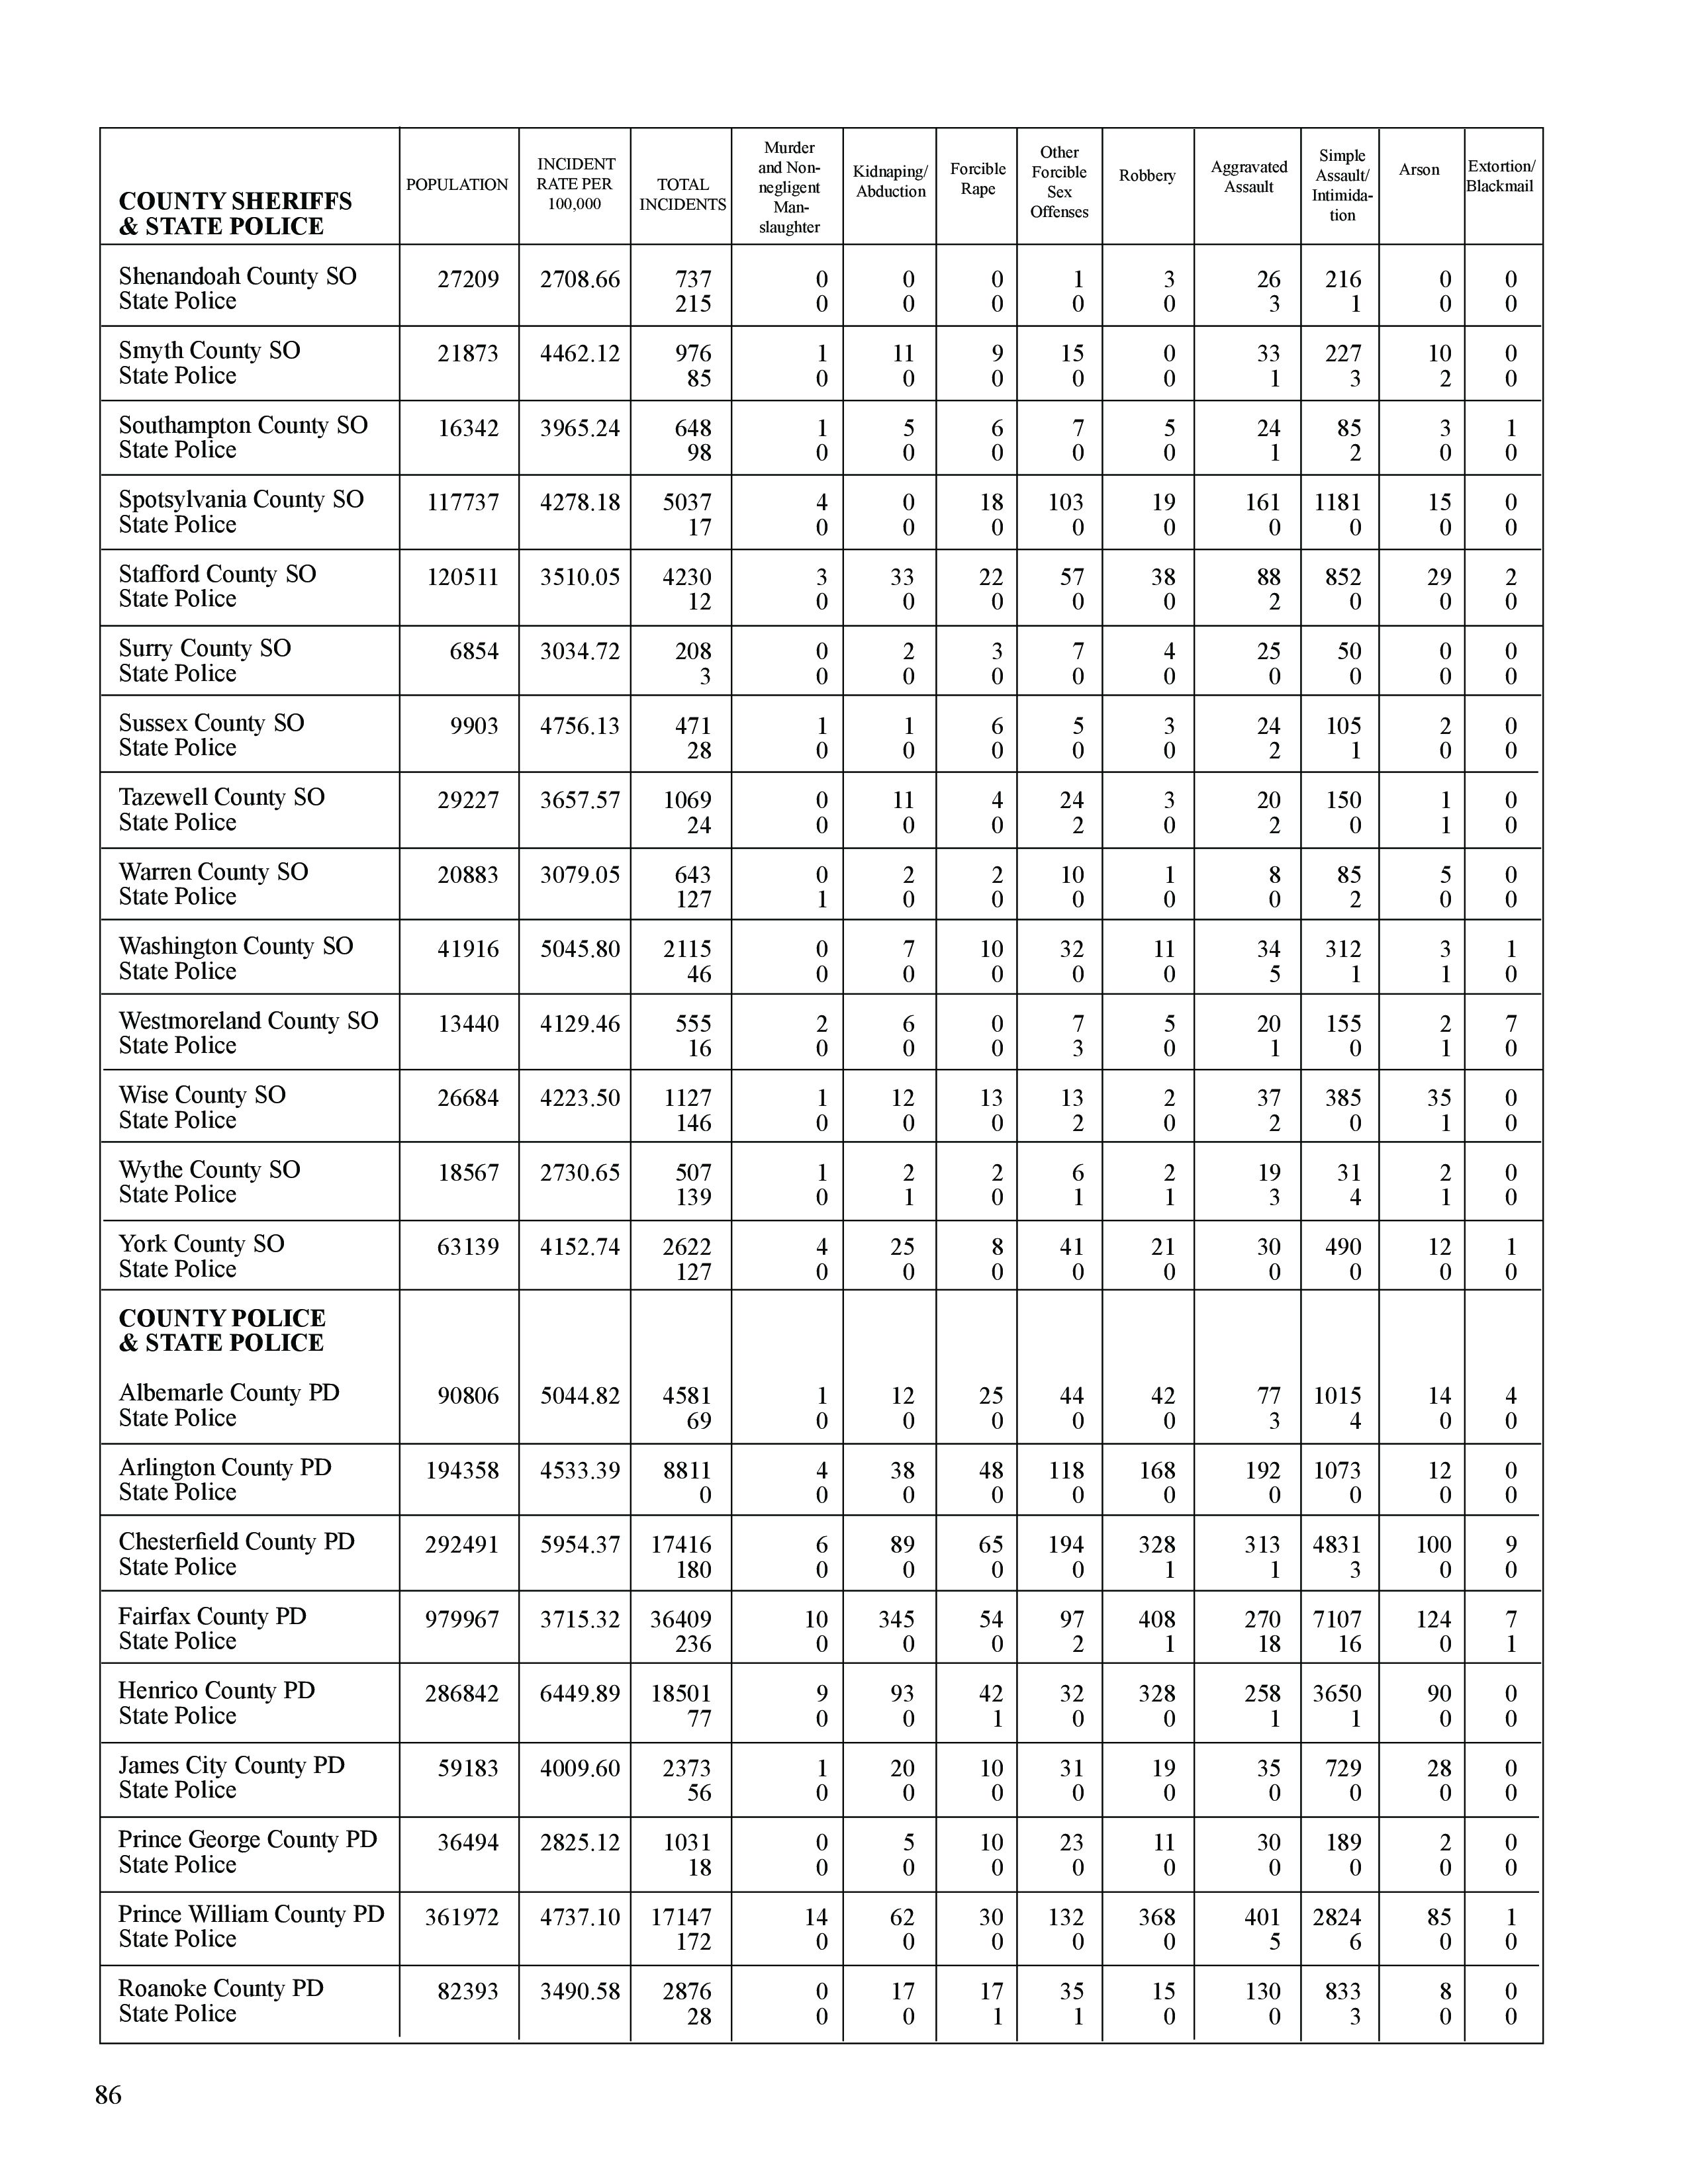 COUNTY SHERIFFS
& STATE POLICE
POPULATION
INCIDENT
RATE PER
100,000
TOTAL
INCIDENTS
Murder
and Non-
negligent
Man-
slaughter
Kidnaping/
Abduction
Forcible
Rape
Other
Forcible
Sex
Offenses
Robbery
Aggravated
Assault
Simple
Assault/
Intimida-
tion
Arson
Extortion/
Blackmail
Shenandoah County SO 27209 2708.66 737 0 0 0 1 3 26 216 0 0
State Police 215 0 0 0 0 0 3 1 0 0
Smyth County SO 21873 4462.12 976 1 11 9 15 0 33 227 10 0
State Police 85 0 0 0 0 0 1 3 2 0
Southampton County SO 16342 3965.24 648 1 5 6 7 5 24 85 3 1
State Police 98 0 0 0 0 0 1 2 0 0
Spotsylvania County SO 117737 4278.18 5037 4 0 18 103 19 161 1181 15 0
State Police 17 0 0 0 0 0 0 0 0 0
Stafford County SO 120511 3510.05 4230 3 33 22 57 38 88 852 29 2
State Police 12 0 0 0 0 0 2 0 0 0
Surry County SO 6854 3034.72 208 0 2 3 7 4 25 50 0 0
State Police 3 0 0 0 0 0 0 0 0 0
Sussex County SO 9903 4756.13 471 1 1 6 5 3 24 105 2 0
State Police 28 0 0 0 0 0 2 1 0 0
Tazewell County SO 29227 3657.57 1069 0 11 4 24 3 20 150 1 0
State Police 24 0 0 0 2 0 2 0 1 0
Warren County SO 20883 3079.05 643 0 2 2 10 1 8 85 5 0
State Police 127 1 0 0 0 0 0 2 0 0
Washington County SO 41916 5045.80 2115 0 7 10 32 11 34 312 3 1
State Police 46 0 0 0 0 0 5 1 1 0
Westmoreland County SO 13440 4129.46 555 2 6 0 7 5 20 155 2 7
State Police 16 0 0 0 3 0 1 0 1 0
Wise County SO 26684 4223.50 1127 1 12 13 13 2 37 385 35 0
State Police 146 0 0 0 2 0 2 0 1 0
Wythe County SO 18567 2730.65 507 1 2 2 6 2 19 31 2 0
State Police 139 0 1 0 1 1 3 4 1 0
York County SO 63139 4152.74 2622 4 25 8 41 21 30 490 12 1
State Police 127 0 0 0 0 0 0 0 0 0
COUNTY POLICE
& STATE POLICE
Albemarle County PD 90806 5044.82 4581 1 12 25 44 42 77 1015 14 4
State Police 69 0 0 0 0 0 3 4 0 0
Arlington County PD 194358 4533.39 8811 4 38 48 118 168 192 1073 12 0
State Police 0 0 0 0 0 0 0 0 0 0
Chesterfield County PD 292491 5954.37 17416 6 89 65 194 328 313 4831 100 9
State Police 180 0 0 0 0 1 1 3 0 0
Fairfax County PD 979967 3715.32 36409 10 345 54 97 408 270 7107 124 7
State Police 236 0 0 0 2 1 18 16 0 1
Henrico County PD 286842 6449.89 18501 9 93 42 32 328 258 3650 90 0
State Police 77 0 0 1 0 0 1 1 0 0
James City County PD 59183 4009.60 2373 1 20 10 31 19 35 729 28 0
State Police 56 0 0 0 0 0 0 0 0 0
Prince George County PD 36494 2825.12 1031 0 5 10 23 11 30 189 2 0
State Police 18 0 0 0 0 0 0 0 0 0
Prince William County PD 361972 4737.10 17147 14 62 30 132 368 401 2824 85 1
State Police 172 0 0 0 0 0 5 6 0 0
Roanoke County PD 82393 3490.58 2876 0 17 17 35 15 130 833 8 0
State Police 28 0 0 1 1 0 0 3 0 0
86